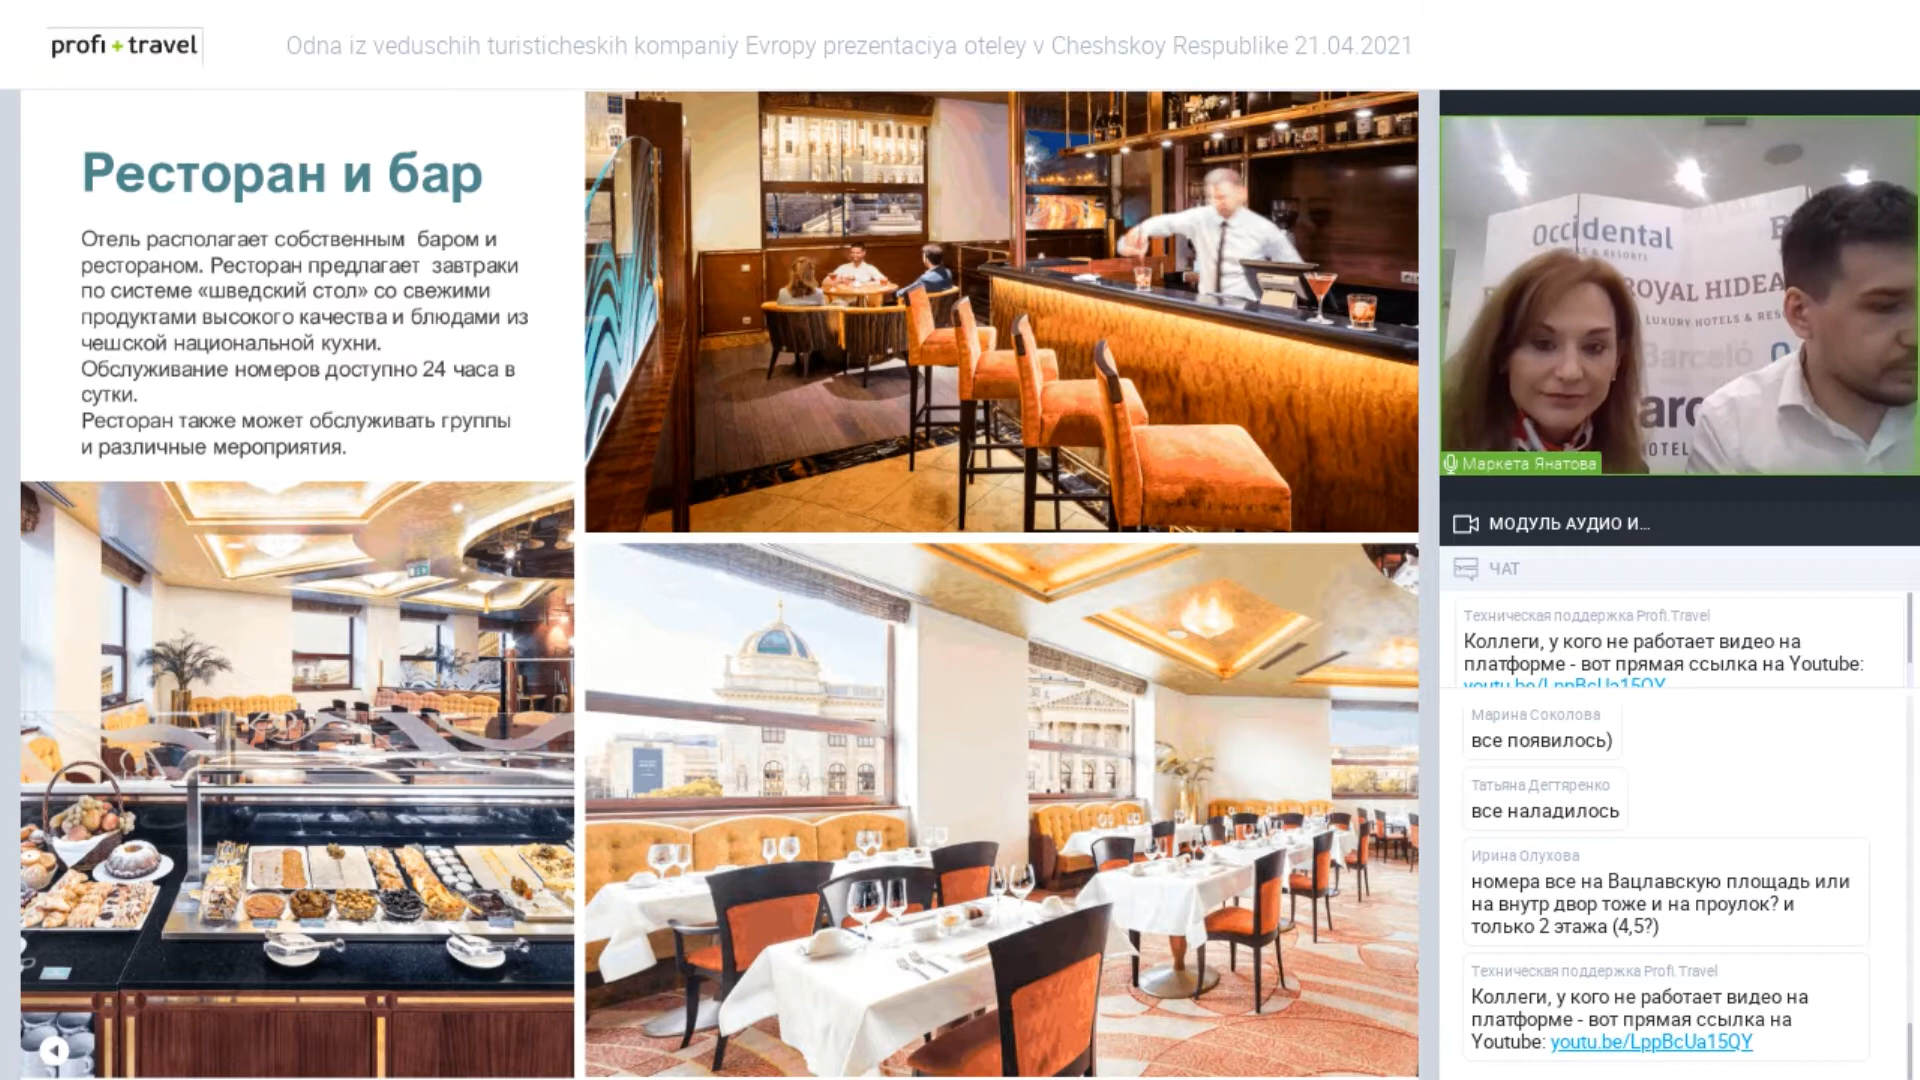 profi + travel
Odna iz veduschih turisticheskih kompaniy Evropy prezentaciya oteley v Cheshskoy Respublike 21.04.2021
Ресторан и бар
Отель располагает собственным баром и
рестораном. Ресторан предлагает завтраки
по системе «шведский стол» со свежими
продуктами высокого качества и блюдами из
чешской национальной кухни.
Обслуживание номеров доступно 24 часа в
сутки.
Ресторан также может обслуживать группы
и различные мероприятия.
Occidental
ROYAL HIDEA
LUXURY HOTELS & RES
Barceló
arc
HOTEL
Маркета Янатова
МОДУЛЬ АУДИО И...
ЧАТ
Техническая поддержка Profi.Travel
Коллеги, у кого не работает видео на
платформе - вот прямая ссылка на Youtube:
youtu.be/LppBcUa15QY
Марина Соколова
все появилось)
Татьяна Дегтяренко
все наладилось
Ирина Олухова
номера все на Вацлавскую площадь или
на внутр двор тоже и на проулок? и
только 2 этажа (4,5?)
Техническая поддержка Profi.Travel
Коллеги, у кого не работает видео на
платформе - вот прямая ссылка на
Youtube: youtu.be/LppBcUa15QY